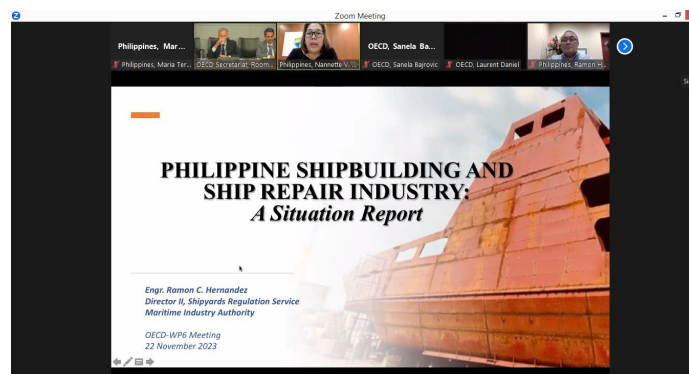 Zoom Meeting
Philippines, Mar...
OECD, Sanela Ba...
Philippines, Maria Ter...
OECD Secretariat, Room...
Philippines, Nannette V.
OECD, Sanela Bajrovic
OECD, Laurent Daniel
Philippines, Ramon H...
PHILIPPINE SHIPBUILDING AND
SHIP REPAIR INDUSTRY:
A Situation Report
Engr. Ramon C. Hernandez
Director II, Shipyards Regulation Service
Maritime Industry Authority
OECD-WP6 Meeting
22 November 2023